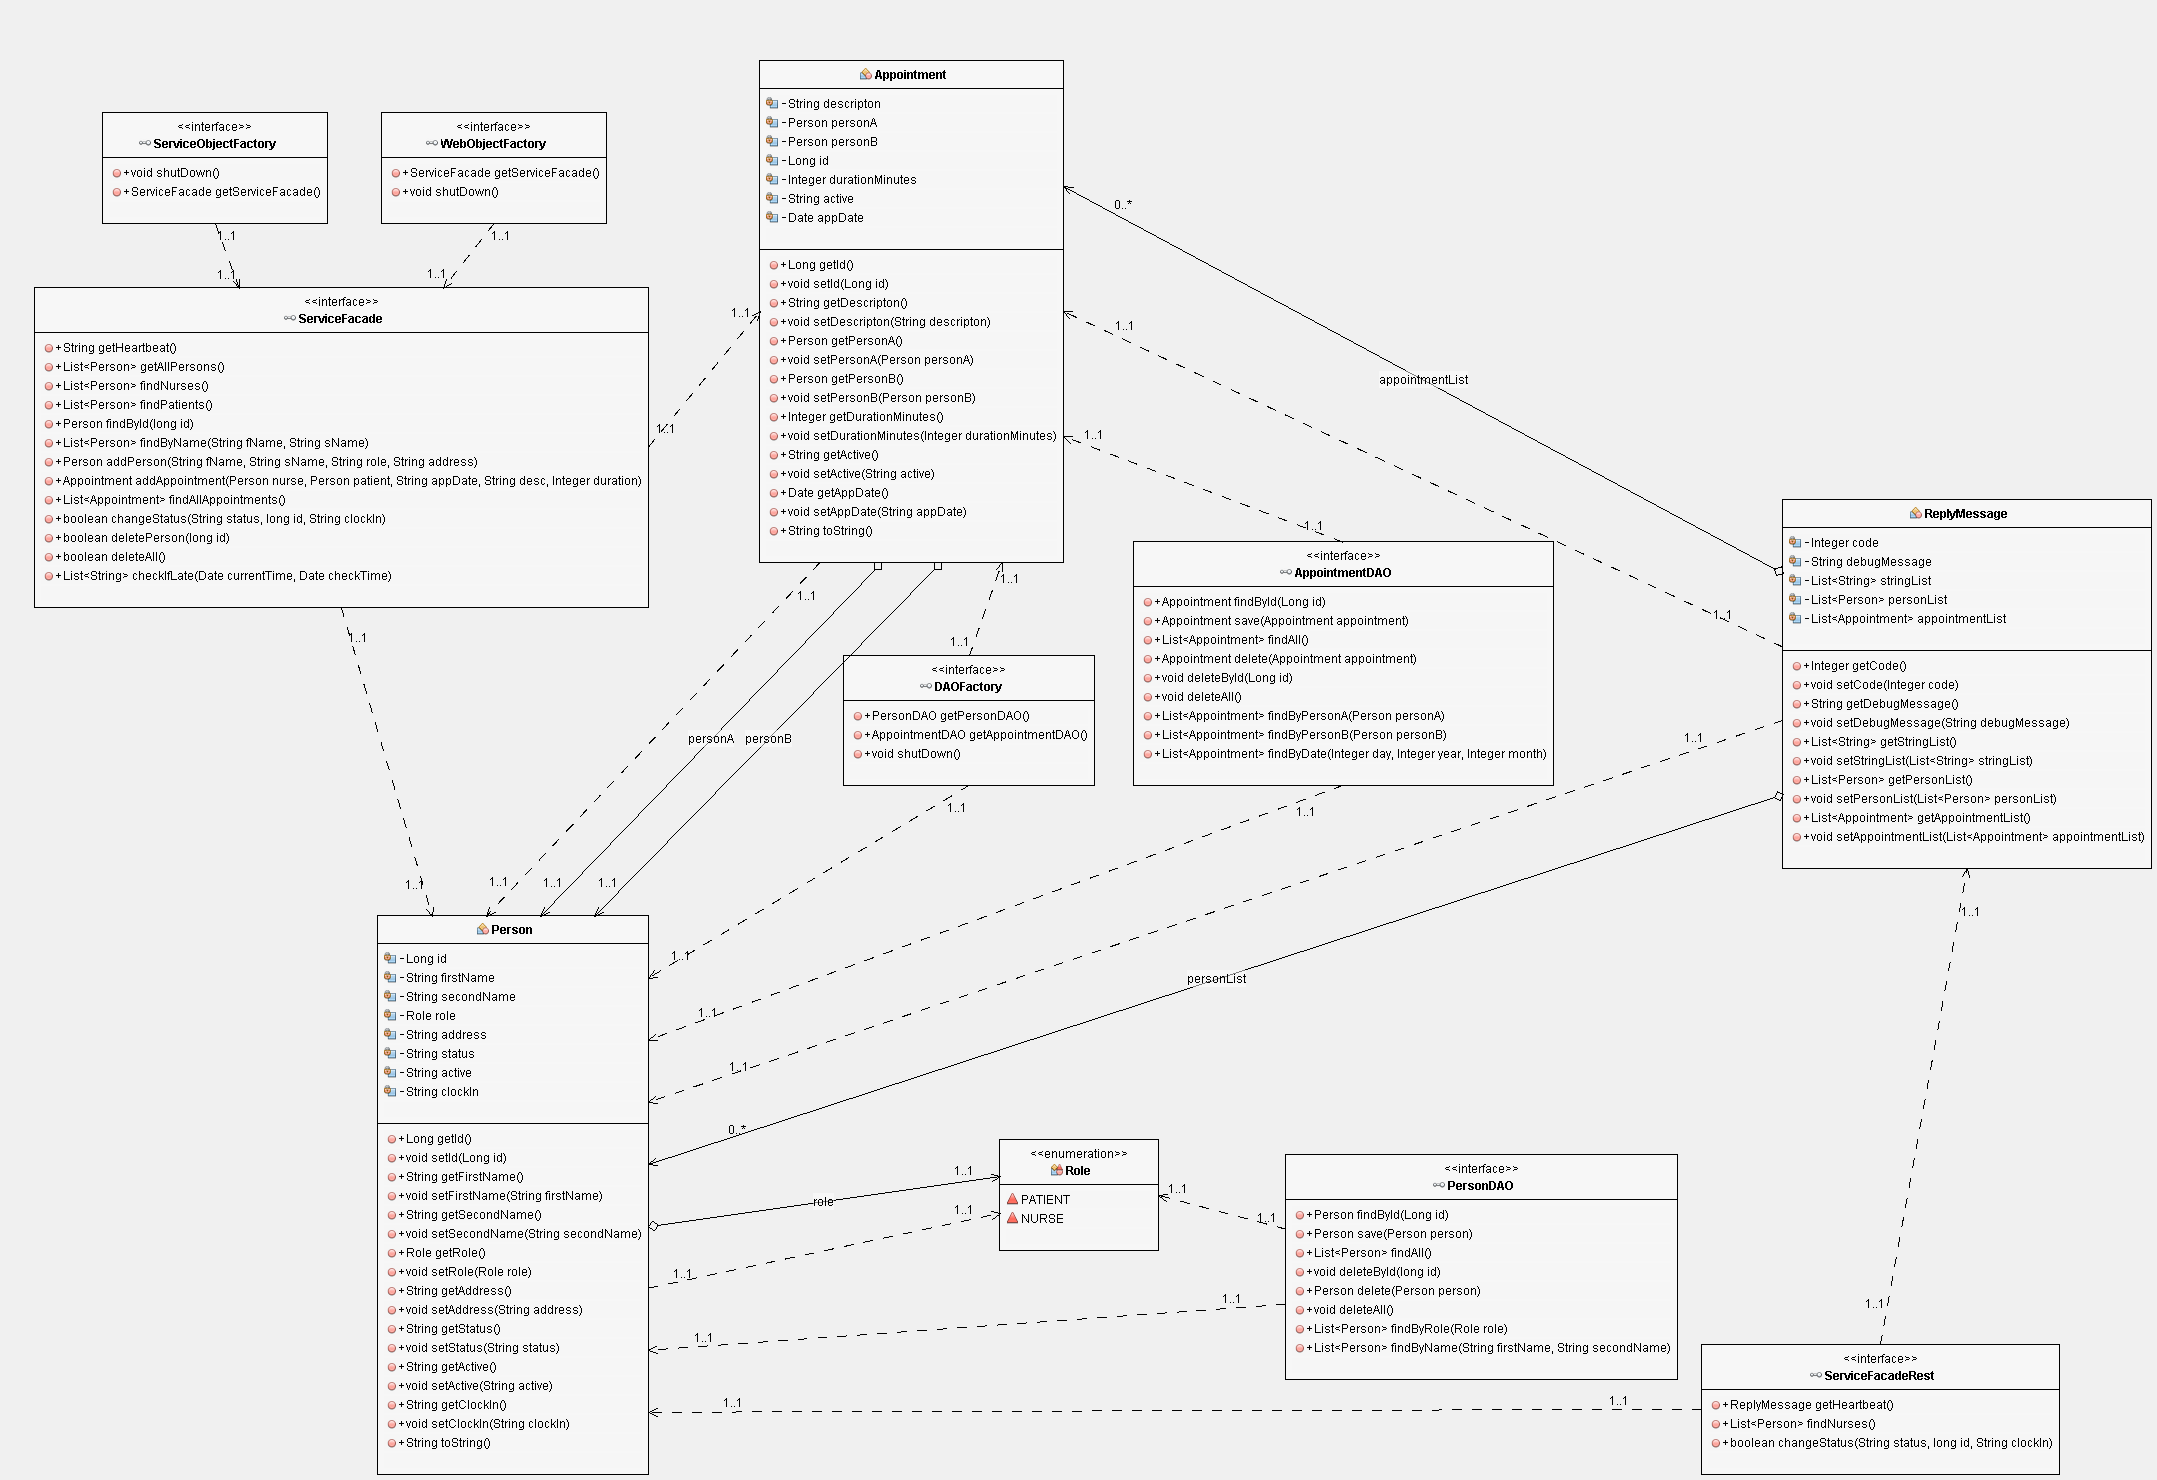 Appointment
-String descripton
-Person personA
-Person personB
-Long id
-Integer durationMinutes
-String active
-Date appDate
+Long getId()
+void setId(Long id)
+String getDescripton()
+void setDescripton(String descripton)
+Person getPersonA()
+void setPersonA(Person personA)
+Person getPersonB()
+void setPersonB(Person personB)
+Integer getDurationMinutes()
+void setDurationMinutes(Integer durationMinutes)
+String getActive()
+void setActive(String active)
+Date getAppDate()
+void setAppDate(String appDate)
+String toString()
<<interface>>
ServiceObjectFactory
+void shutDown()
+ServiceFacade getServiceFacade()
<<interface>>
WebObjectFactory
+ServiceFacade getServiceFacade()
+void shutDown()
1..1
1..1
1..1
1..1
<<interface>>
ServiceFacade
+String getHeartbeat()
+List<Person> getAllPersons()
+List<Person> findNurses()
+List<Person> findPatients()
+Person findById(long id)
+List<Person> findByName(String fName, String sName)
+Person addPerson(String fName, String sName, String role, String address)
+Appointment addAppointment(Person nurse, Person patient, String appDate, String desc, Integer duration)
+List<Appointment> findAllAppointments()
+boolean changeStatus(String status, long id, String clockIn)
+boolean deletePerson(long id)
+boolean deleteAll()
+List<String> checkIfLate(Date currentTime, Date checkTime)
1..1
1..1
0..*
1..1
appointmentList
1..1
1..1
<<interface>>
AppointmentDAO
+Appointment findById(Long id)
+Appointment save(Appointment appointment)
+List<Appointment> findAll()
+Appointment delete(Appointment appointment)
+void deleteById(Long id)
+void deleteAll()
+List<Appointment> findByPersonA(Person personA)
+List<Appointment> findByPersonB(Person personB)
+List<Appointment> findByDate(Integer day, Integer year, Integer month)
ReplyMessage
-Integer code
-String debugMessage
-List<String> stringList
-List<Person> personList
-List<Appointment> appointmentList
+Integer getCode()
+void setCode(Integer code)
+String getDebugMessage()
+void setDebugMessage(String debugMessage)
+List<String> getStringList()
+void setStringList(List<String> stringList)
+List<Person> getPersonList()
+void setPersonList(List<Person> personList)
+List<Appointment> getAppointmentList()
+void setAppointmentList(List<Appointment> appointmentList)
1..1
1..1
1..1
1..1
1..1
<<interface>>
DAOFactory
+PersonDAO getPersonDAO()
+AppointmentDAO getAppointmentDAO()
+void shutDown()
personA
personB
1..1
1..1
1..1
1..1
1..1
1..1
1..1
1..1
1..1
1..1
personList
1..1
1..1
0..*
Person
-Long id
-String firstName
-String secondName
-Role role
-String address
-String status
-String active
-String clockIn
+Long getId()
+void setId(Long id)
+String getFirstName()
+void setFirstName(String firstName)
+String getSecondName()
+void setSecondName(String secondName)
+Role getRole()
+void setRole(Role role)
+String getAddress()
+void setAddress(String address)
+String getStatus()
+void setStatus(String status)
+String getActive()
+void setActive(String active)
+String getClockIn()
+void setClockIn(String clockIn)
+String toString()
1..1
role
1..1
1..1
<<enumeration>>
Role
PATIENT
NURSE
1..1
1..1
<<interface>>
PersonDAO
+Person findById(Long id)
+Person save(Person person)
+List<Person> findAll()
+void deleteById(long id)
+Person delete(Person person)
+void deleteAll()
+List<Person> findByRole(Role role)
+List<Person> findByName(String firstName, String secondName)
1..1
1..1
1..1
1..1
1..1
<<interface>>
ServiceFacadeRest
+ReplyMessage getHeartbeat()
+List<Person> findNurses()
+boolean changeStatus(String status, long id, String clockIn)